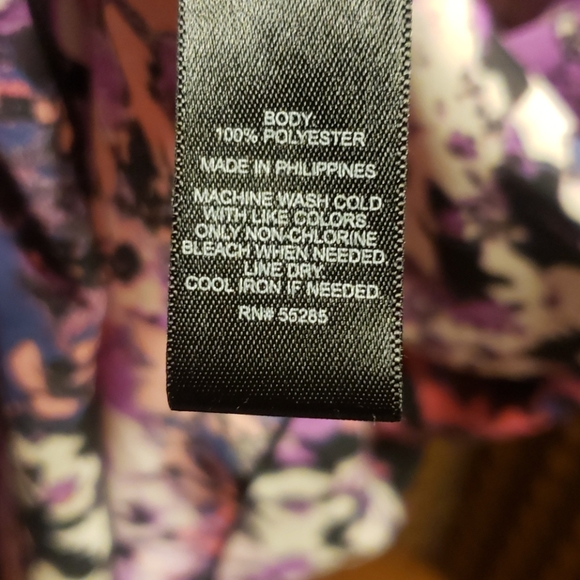 BODY
100% POLYESTER
MADE IN PHILIPPINES
MACHINE WASH COLD
WITH LIKE COLORS
ONLY NON-CHLORINE
BLEACH WHEN NEEDED.
LINE DRY.
COOL IRON IF NEEDED.
RN# 55285